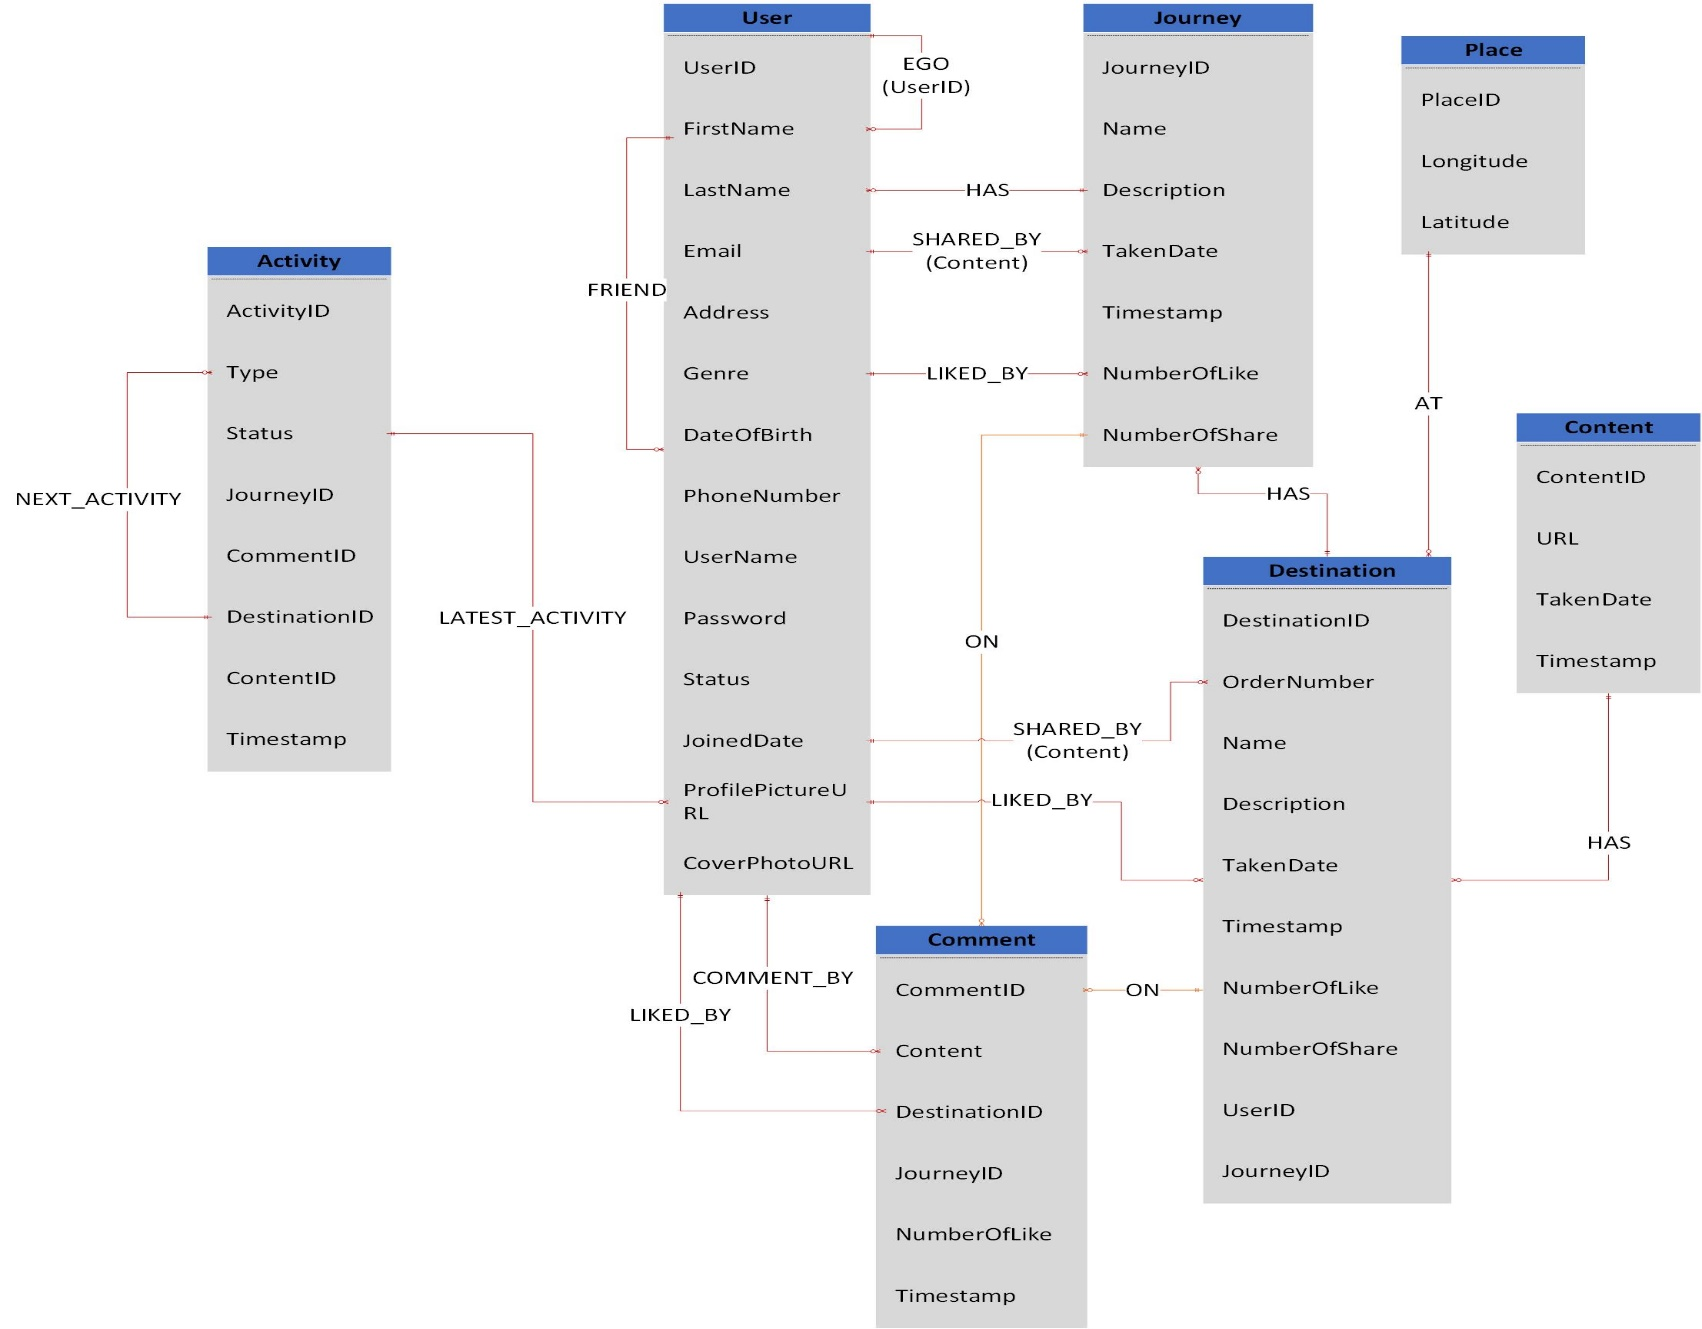 User
UserID
FirstName
LastName
Email
Address
Genre
DateOfBirth
PhoneNumber
UserName
Password
Status
JoinedDate
ProfilePictureU
RL
CoverPhotoURL
EGO
(UserID)
FRIEND
HAS
SHARED_BY
(Content)
LIKED_BY
Journey
JourneyID
Name
Description
TakenDate
Timestamp
NumberOfLike
NumberOfShare
Place
PlaceID
Longitude
Latitude
AT
HAS
Activity
ActivityID
Type
Status
JourneyID
CommentID
DestinationID
ContentID
Timestamp
NEXT_ACTIVITY
LATEST_ACTIVITY
Content
ContentID
URL
TakenDate
Timestamp
HAS
Destination
DestinationID
OrderNumber
Name
Description
TakenDate
Timestamp
NumberOfLike
NumberOfShare
UserID
JourneyID
ON
SHARED_BY
(Content)
LIKED_BY
COMMENT_BY
LIKED_BY
ON
Comment
CommentID
Content
DestinationID
JourneyID
NumberOfLike
Timestamp